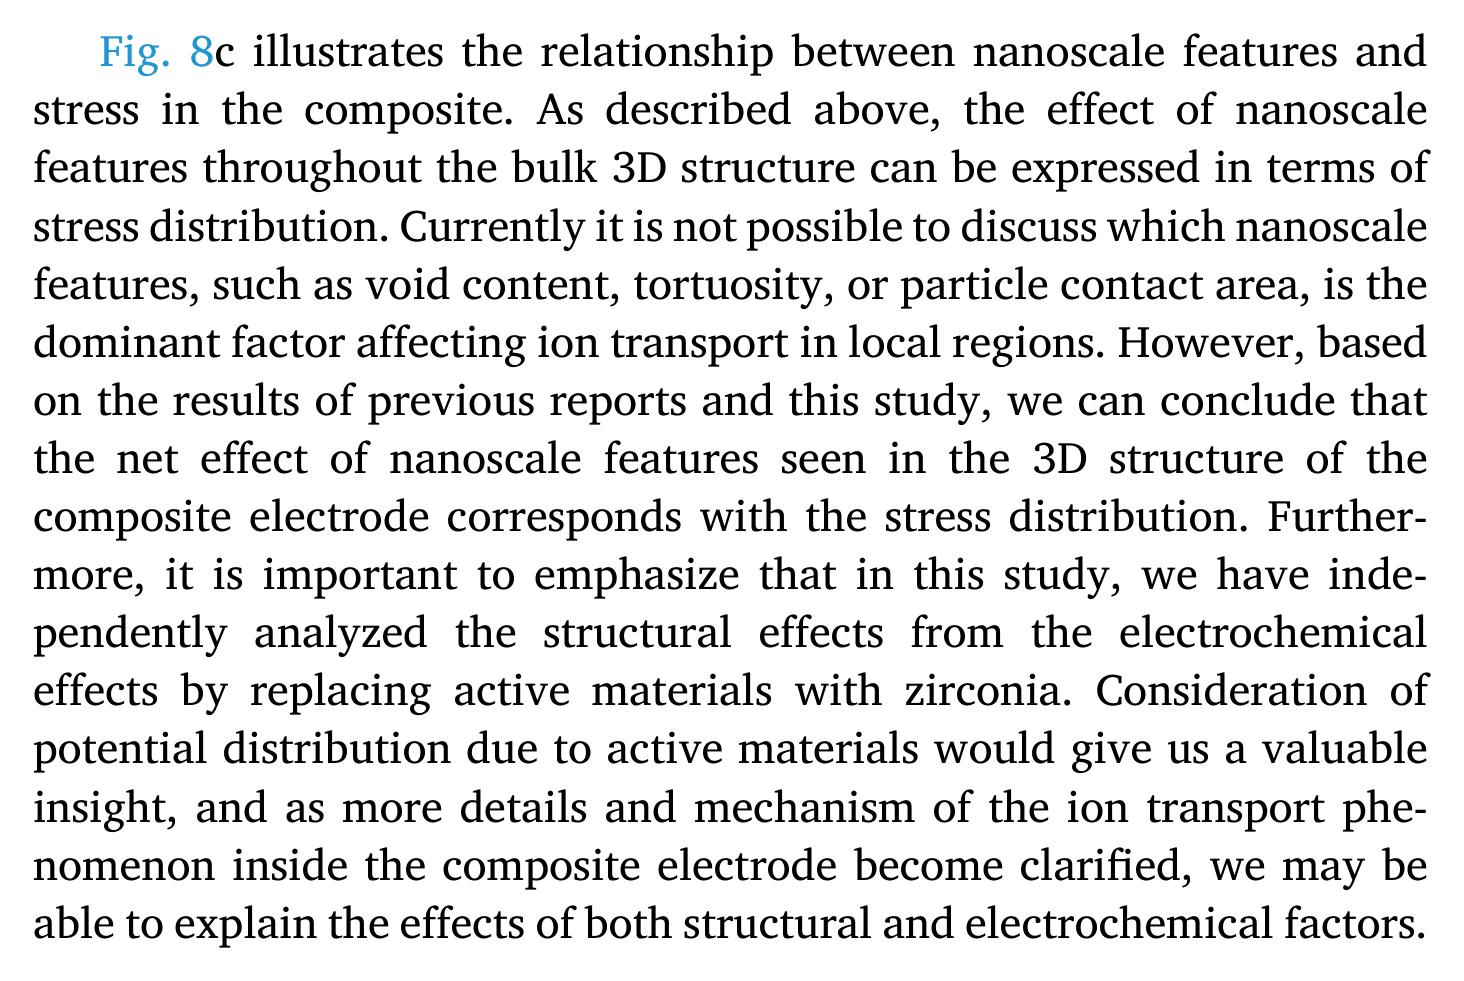 Fig. 8c illustrates the relationship between nanoscale features and
stress in the composite. As described above, the effect of nanoscale
features throughout the bulk 3D structure can be expressed in terms of
stress distribution. Currently it is not possible to discuss which nanoscale
features, such as void content, tortuosity, or particle contact area, is the
dominant factor affecting ion transport in local regions. However, based
on the results of previous reports and this study, we can conclude that
the net effect of nanoscale features seen in the 3D structure of the
composite electrode corresponds with the stress distribution. Further-
more, it is important to emphasize that in this study, we have inde-
pendently analyzed the structural effects from the electrochemical
effects by replacing active materials with zirconia. Consideration of
potential distribution due to active materials would give us a valuable
insight, and as more details and mechanism of the ion transport phe-
nomenon inside the composite electrode become clarified, we may be
able to explain the effects of both structural and electrochemical factors.